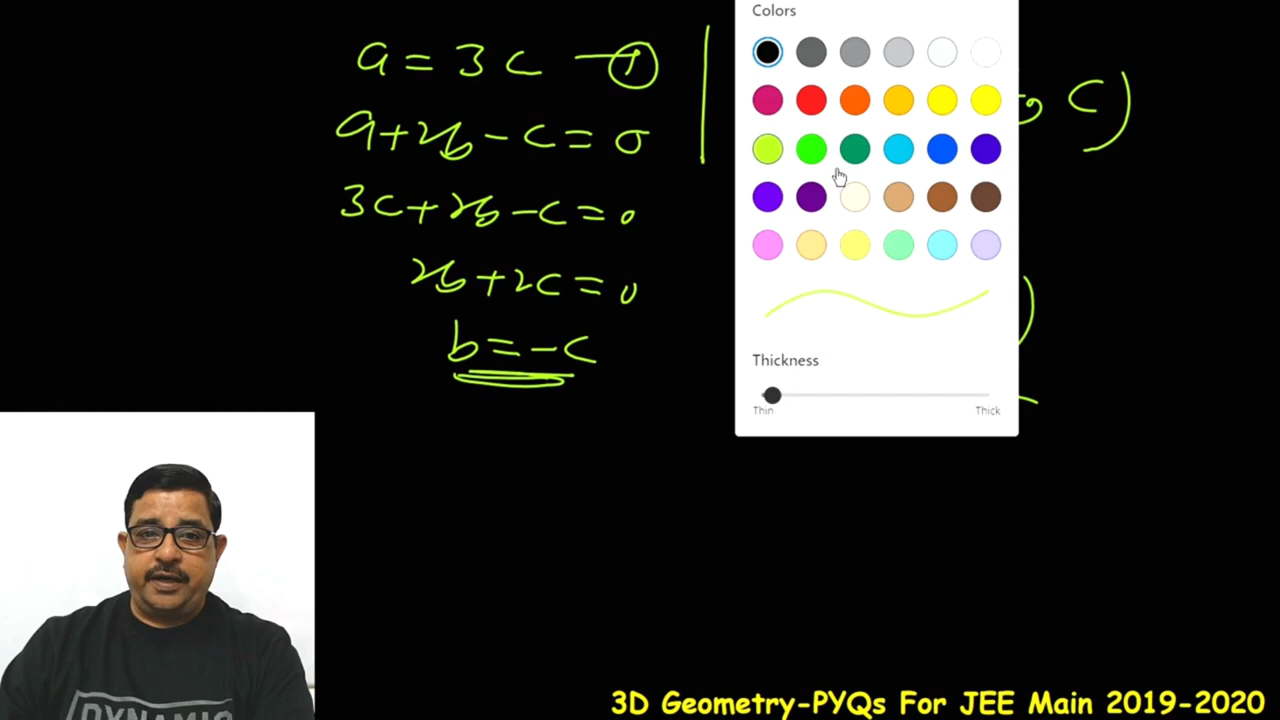 a = 3c — ①
a+2b-c=0
3c+2b-c=0
2b+2c=0
b=-c
c)
)
Colors
Thickness
Thin
Thick
DYNAMIC
3D Geometry-PYQs For JEE Main 2019-2020